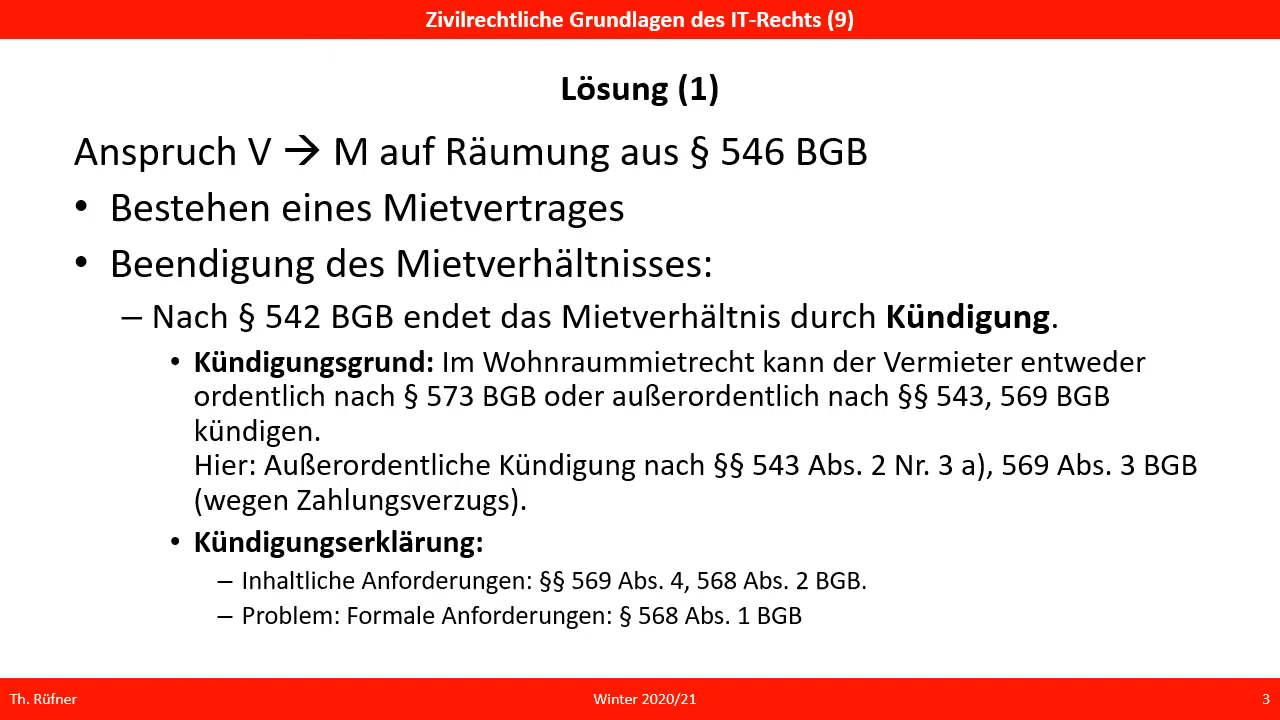 Zivilrechtliche Grundlagen des IT-Rechts (9)
Lösung (1)
Anspruch V → M auf Räumung aus § 546 BGB
• Bestehen eines Mietvertrages
• Beendigung des Mietverhältnisses:
– Nach § 542 BGB endet das Mietverhältnis durch Kündigung.
• Kündigungsgrund: Im Wohnraummietrecht kann der Vermieter entweder
ordentlich nach § 573 BGB oder außerordentlich nach §§ 543, 569 BGB
kündigen.
Hier: Außerordentliche Kündigung nach §§ 543 Abs. 2 Nr. 3 a), 569 Abs. 3 BGB
(wegen Zahlungsverzugs).
• Kündigungserklärung:
– Inhaltliche Anforderungen: §§ 569 Abs. 4, 568 Abs. 2 BGB.
– Problem: Formale Anforderungen: § 568 Abs. 1 BGB
Th. Rüfner
Winter 2020/21
3